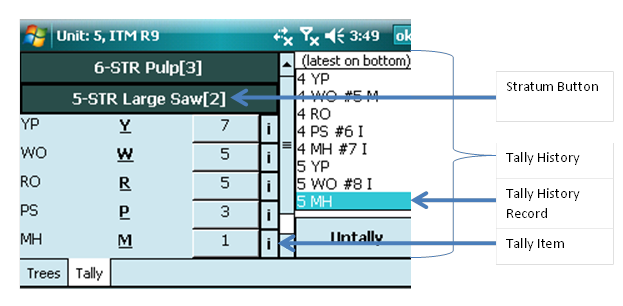 Unit: 5, ITM R9 3:49 ok
6-STR Pulp[3]
5-STR Large Saw[2]
YP Y 7 i
WO W 5 i
RO R 5 i
PS P 3 i
MH M 1 i
(latest on bottom)
4 YP
4 WO #5 M
4 RO
4 PS #6 I
4 MH #7 I
5 YP
5 WO #8 I
5 MH
Untally
Trees Tally
Stratum Button
Tally History
Tally History
Record
Tally Item